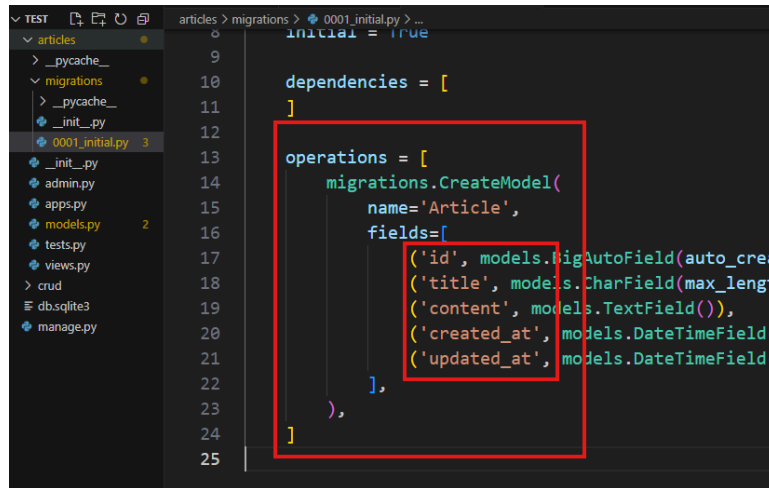 TEST
articles
__pycache__
migrations
__pycache__
__init__.py
0001_initial.py 3
__init__.py
admin.py
apps.py
models.py 2
tests.py
views.py
crud
db.sqlite3
manage.py
articles > migrations > 0001_initial.py > ...
8 initial = True
9
10 dependencies = [
11 ]
12
13 operations = [
14 migrations.CreateModel(
15 name='Article',
16 fields=[
17 ('id', models.BigAutoField(auto_crea
18 ('title', models.CharField(max_lengt
19 ('content', models.TextField()),
20 ('created_at', models.DateTimeField
21 ('updated_at', models.DateTimeField
22 ],
23 ),
24 ]
25